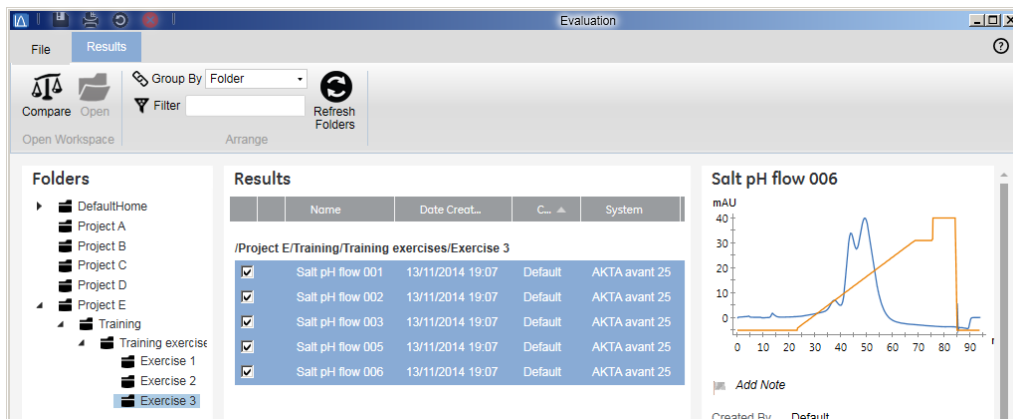 Evaluation
File Results
Compare Open Group By Folder
Filter
Refresh Folders
Open Workspace Arrange
Folders
DefaultHome
Project A
Project B
Project C
Project D
Project E
Training
Training exercise
Exercise 1
Exercise 2
Exercise 3
Results
Name Date Creat... C... System
/Project E/Training/Training exercises/Exercise 3
Salt pH flow 001 13/11/2014 19:07 Default AKTA avant 25
Salt pH flow 002 13/11/2014 19:07 Default AKTA avant 25
Salt pH flow 003 13/11/2014 19:07 Default AKTA avant 25
Salt pH flow 005 13/11/2014 19:07 Default AKTA avant 25
Salt pH flow 006 13/11/2014 19:07 Default AKTA avant 25
Salt pH flow 006
mAU
40
30
20
10
0
0 10 20 30 40 50 60 70 80 90
Add Note
Created By Default